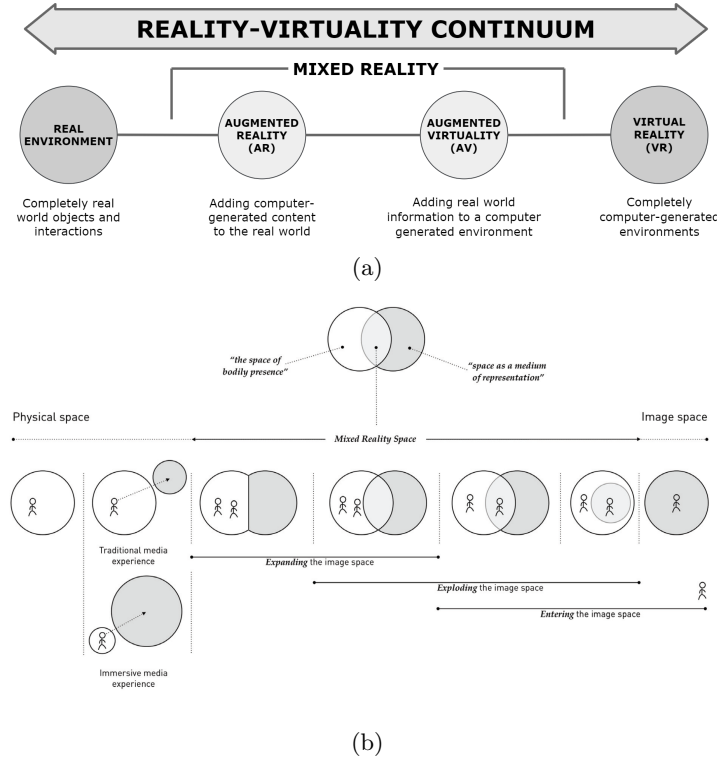 REALITY-VIRTUALITY CONTINUUM
MIXED REALITY
REAL
ENVIRONMENT
AUGMENTED
REALITY
(AR)
AUGMENTED
VIRTUALITY
(AV)
VIRTUAL
REALITY
(VR)
Completely real
world objects and
interactions
Adding computer-
generated content
to the real world
Adding real world
information to a computer
generated environment
Completely
computer-generated
environments
(a)
"the space of
bodily presence"
"space as a medium
of representation"
Physical space
Image space
Mixed Reality Space
Traditional media
experience
Expanding the image space
Exploding the image space
Entering the image space
Immersive media
experience
(b)